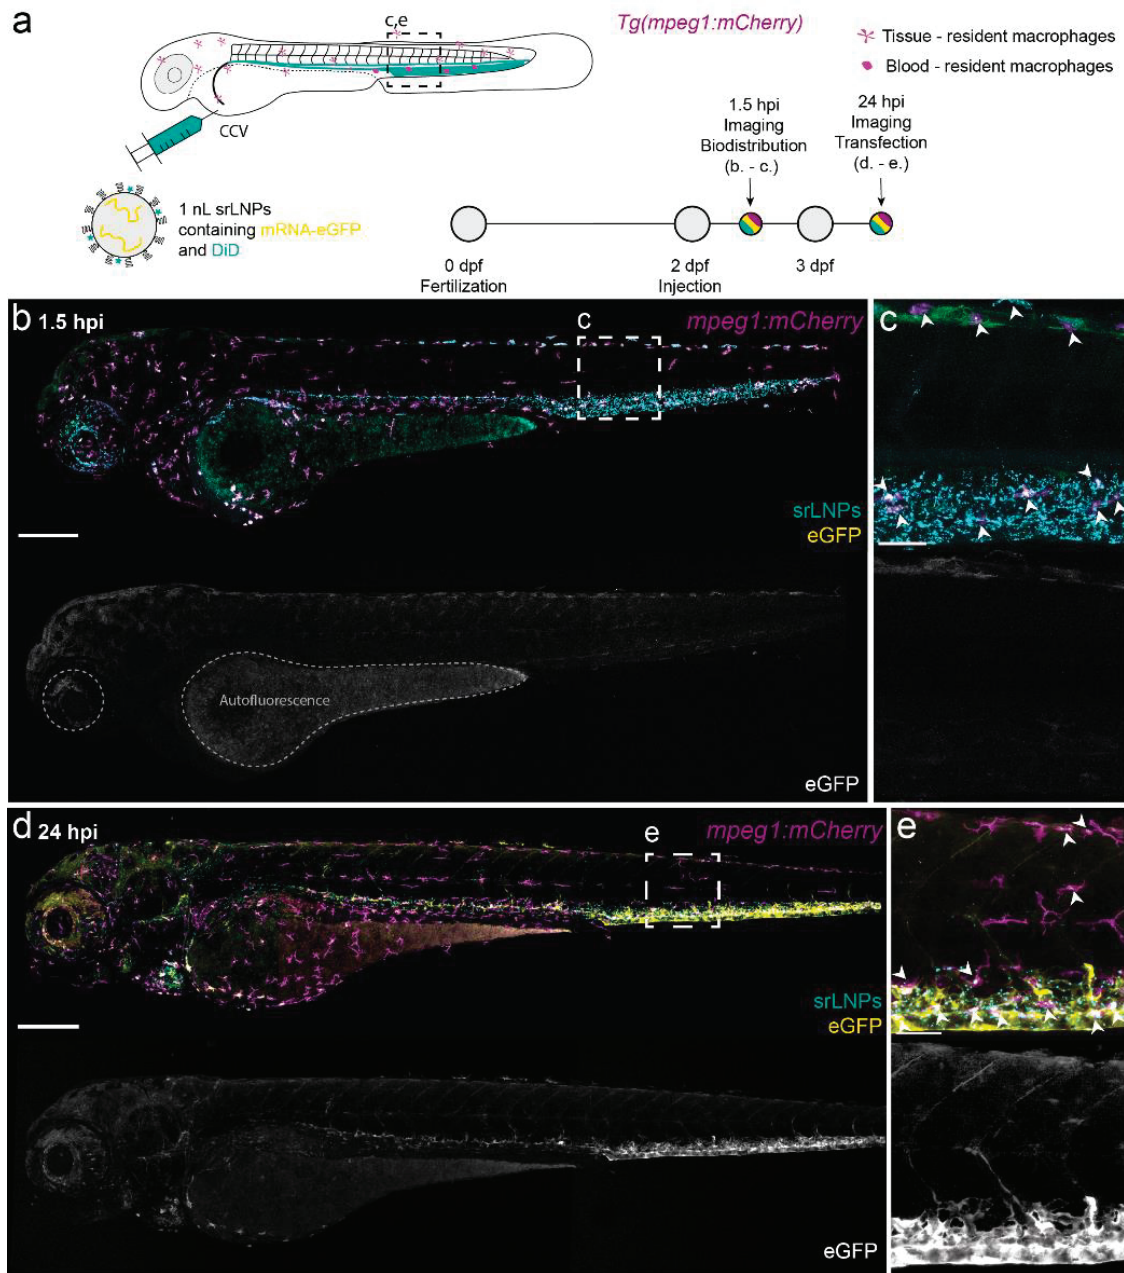 a
c,e
Tg(mpeg1:mCherry)
Tissue - resident macrophages
Blood - resident macrophages
CCV
1 nL srLNPs
containing mRNA-eGFP
and DiD
1.5 hpi
Imaging
Biodistribution
(b. - c.)
24 hpi
Imaging
Transfection
(d. - e.)
0 dpf
Fertilization
2 dpf
Injection
3 dpf
b 1.5 hpi
c
mpeg1:mCherry
srLNPs
eGFP
Autofluorescence
eGFP
c
d 24 hpi
e
mpeg1:mCherry
srLNPs
eGFP
eGFP
e